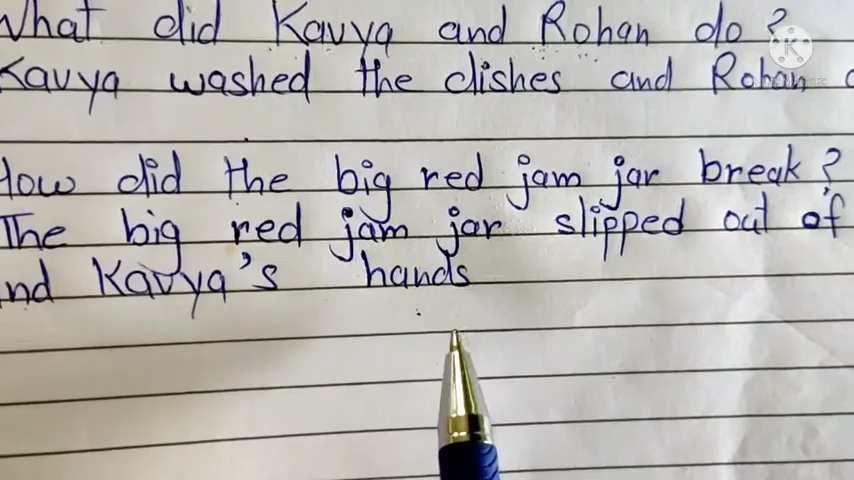 What did Kavya and Rohan do?
Kavya washed the dishes and Rohan
How did the big red jam jar break?
The big red jam jar slipped out of
and Kavya's hands